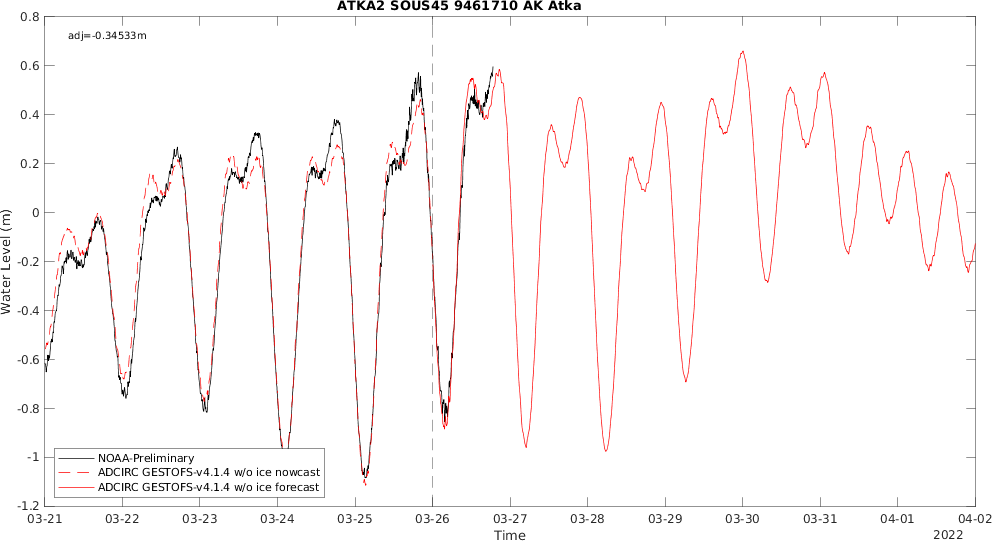 ATKA2 SOUS45 9461710 AK Atka
adj=-0.34533m
0.8
0.6
0.4
0.2
0
-0.2
-0.4
-0.6
-0.8
-1
-1.2
Water Level (m)
NOAA-Preliminary
ADCIRC GESTOFS-v4.1.4 w/o ice nowcast
ADCIRC GESTOFS-v4.1.4 w/o ice forecast
03-21 03-22 03-23 03-24 03-25 03-26 03-27 03-28 03-29 03-30 03-31 04-01 04-02
Time
2022